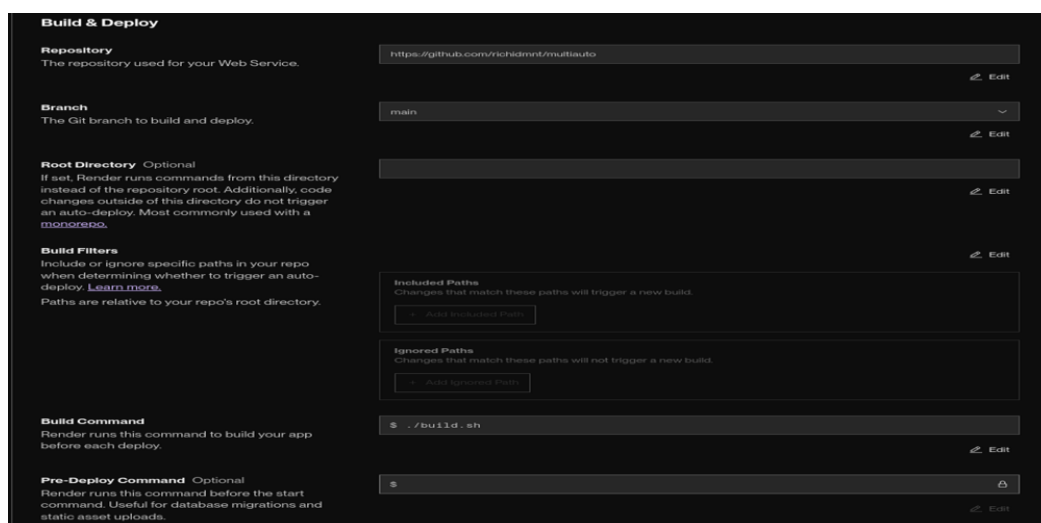 Build & Deploy
Repository
The repository used for your Web Service.
https://github.com/richidmnt/multiauto
Edit
Branch
The Git branch to build and deploy.
main
Edit
Root Directory Optional
If set, Render runs commands from this directory
instead of the repository root. Additionally, code
changes outside of this directory do not trigger
an auto-deploy. Most commonly used with a
monorepo.
Edit
Build Filters
Include or ignore specific paths in your repo
when determining whether to trigger an auto-
deploy. Learn more.
Paths are relative to your repo's root directory.
Edit
Included Paths
Changes that match these paths will trigger a new build.
+ Add Included Path
Ignored Paths
Changes that match these paths will not trigger a new build.
+ Add Ignored Path
Build Command
Render runs this command to build your app
before each deploy.
$ ./build.sh
Edit
Pre-Deploy Command Optional
Render runs this command before the start
command. Useful for database migrations and
static asset uploads.
$
Edit